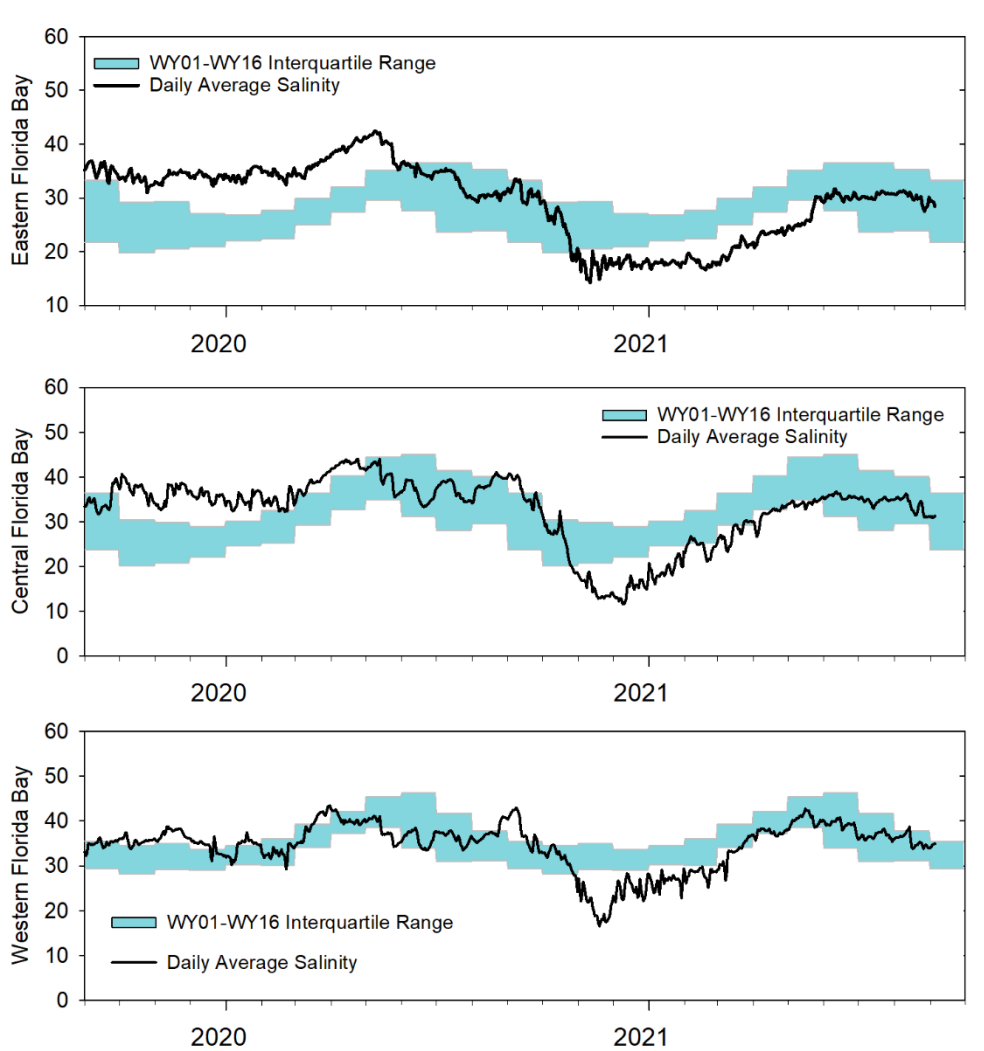 60
WY01-WY16 Interquartile Range
50
Daily Average Salinity
40
30
20
10
Eastern Florida Bay
2020 2021
60
WY01-WY16 Interquartile Range
50
Daily Average Salinity
40
30
20
10
0
Central Florida Bay
2020 2021
60
50
40
30
20
WY01-WY16 Interquartile Range
10
Daily Average Salinity
0
Western Florida Bay
2020 2021